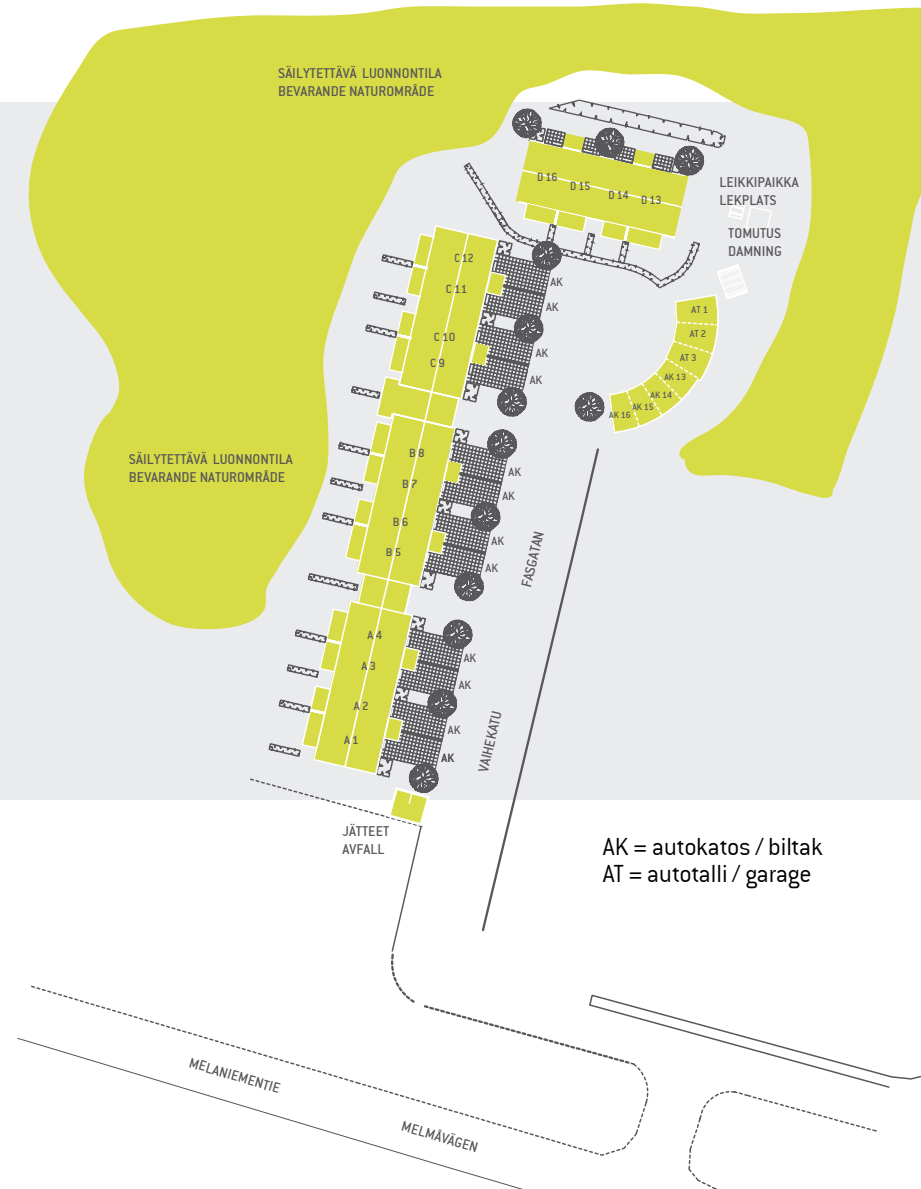 SÄILYTETTÄVÄ LUONNONTILA
BEVARANDE NATUROMRÅDE
D 16
D 15
D 14
D 13
LEIKKIPAIKKA
LEKPLATS
TOMUTUS
DAMNING
C 12
C 11
C 10
C 9
AK
AK
AK
AK
AT 1
AT 2
AT 3
AK 13
AK 14
AK 15
AK 16
SÄILYTETTÄVÄ LUONNONTILA
BEVARANDE NATUROMRÅDE
B 8
B 7
B 6
B 5
AK
AK
AK
AK
FASGATAN
A 4
A 3
A 2
A 1
AK
AK
AK
AK
VAIHEKATU
JÄTTEET
AVFALL
AK = autokatos / biltak
AT = autotalli / garage
MELANIEMENTIE
MELMÅVÄGEN